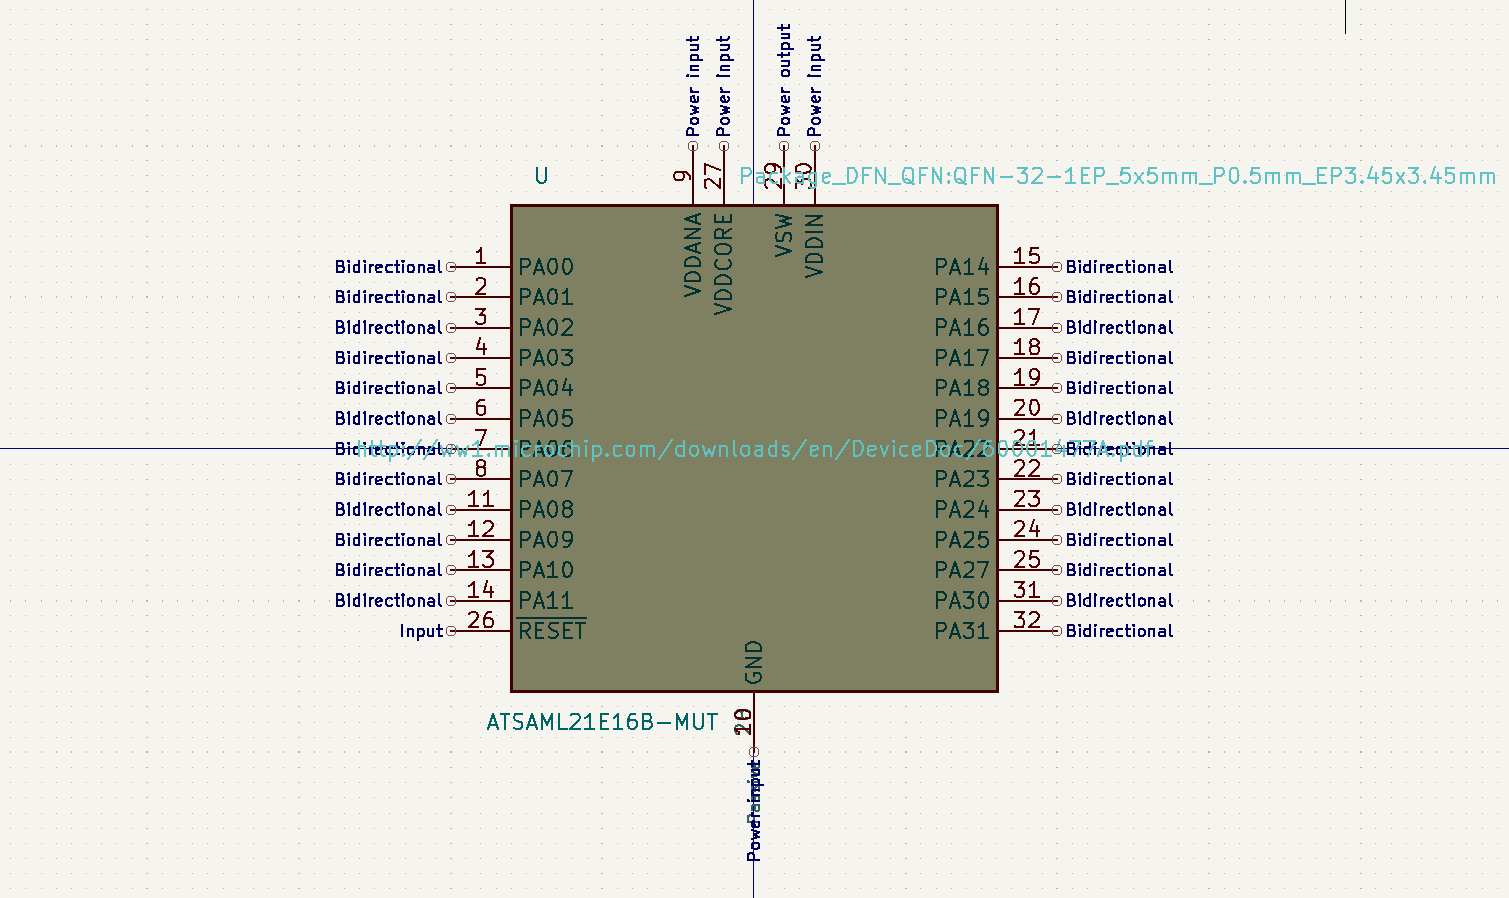 Power input
Power input
Power output
Power input
U
9
27
29
30
Package_DFN_QFN:QFN-32-1EP_5x5mm_P0.5mm_EP3.45x3.45mm
VDDANA
VDDCORE
VSW
VDDIN
Bidirectional 1 PA00 PA14 15 Bidirectional
Bidirectional 2 PA01 PA15 16 Bidirectional
Bidirectional 3 PA02 PA16 17 Bidirectional
Bidirectional 4 PA03 PA17 18 Bidirectional
Bidirectional 5 PA04 PA18 19 Bidirectional
Bidirectional 6 PA05 PA19 20 Bidirectional
Bidirectional 7 PA06 PA22 21 Bidirectional
http://ww1.microchip.com/downloads/en/DeviceDoc/60001477A.pdf
Bidirectional 8 PA07 PA23 22 Bidirectional
Bidirectional 11 PA08 PA24 23 Bidirectional
Bidirectional 12 PA09 PA25 24 Bidirectional
Bidirectional 13 PA10 PA27 25 Bidirectional
Bidirectional 14 PA11 PA30 31 Bidirectional
Input 26 RESET PA31 32 Bidirectional
GND
ATSAML21E16B-MUT
Power input